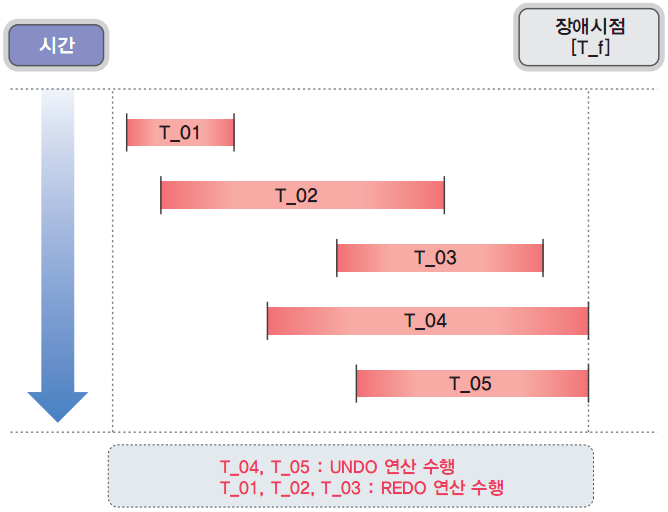 시간
장애시점
[T_f]
T_01
T_02
T_03
T_04
T_05
T_04, T_05 : UNDO 연산 수행
T_01, T_02, T_03 : REDO 연산 수행